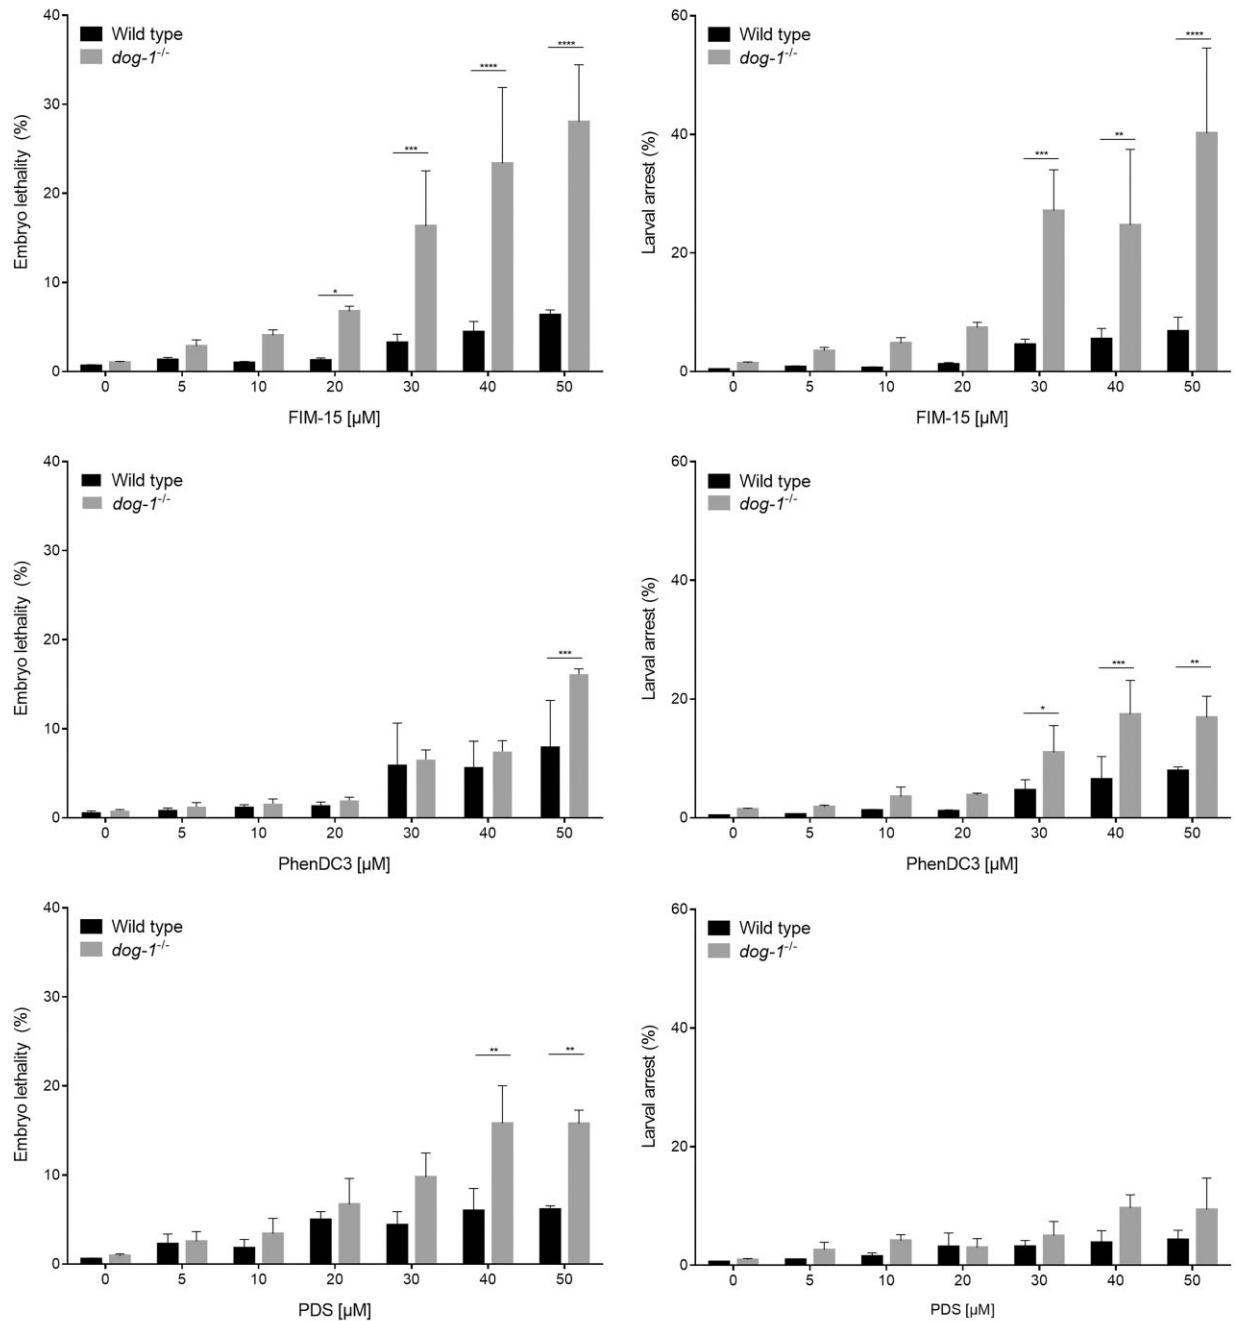 Wild type
dog-1-/-
Embryo lethality (%)
40
30
20
10
0
* *** **** ****
0 5 10 20 30 40 50
FIM-15 [µM]
Wild type
dog-1-/-
Larval arrest (%)
60
40
20
0
*** ** ****
0 5 10 20 30 40 50
FIM-15 [µM]
Wild type
dog-1-/-
Embryo lethality (%)
40
30
20
10
0
***
0 5 10 20 30 40 50
PhenDC3 [µM]
Wild type
dog-1-/-
Larval arrest (%)
60
40
20
0
* *** **
0 5 10 20 30 40 50
PhenDC3 [µM]
Wild type
dog-1-/-
Embryo lethality (%)
40
30
20
10
0
** **
0 5 10 20 30 40 50
PDS [µM]
Wild type
dog-1-/-
Larval arrest (%)
60
40
20
0
0 5 10 20 30 40 50
PDS [µM]